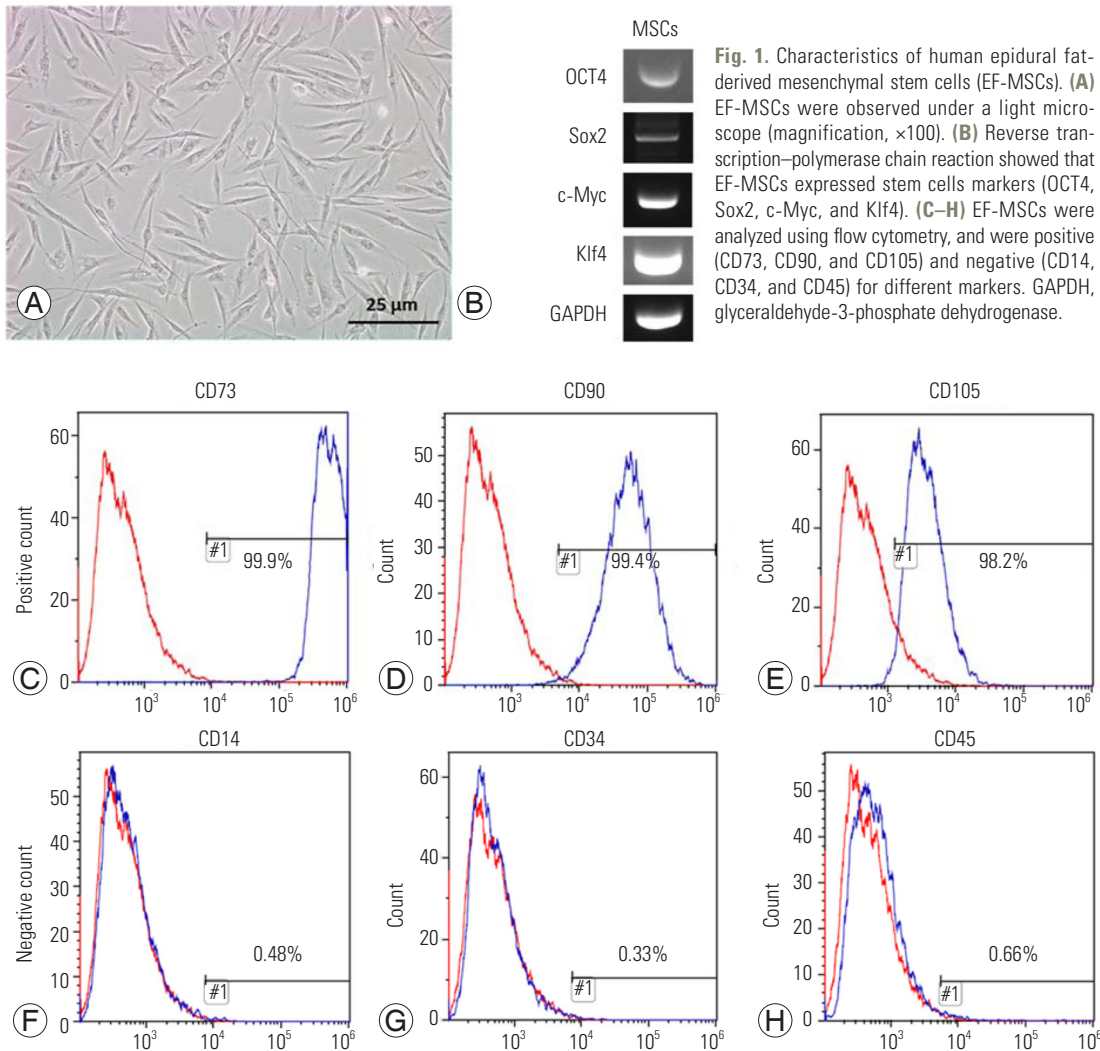 MSCs
OCT4
Sox2
c-Myc
Klf4
GAPDH
25 µm
A
B
Fig. 1. Characteristics of human epidural fat-
derived mesenchymal stem cells (EF-MSCs). (A)
EF-MSCs were observed under a light micro-
scope (magnification, ×100). (B) Reverse tran-
scription–polymerase chain reaction showed that
EF-MSCs expressed stem cells markers (OCT4,
Sox2, c-Myc, and Klf4). (C–H) EF-MSCs were
analyzed using flow cytometry, and were positive
(CD73, CD90, and CD105) and negative (CD14,
CD34, and CD45) for different markers. GAPDH,
glyceraldehyde-3-phosphate dehydrogenase.
CD73
Positive count
60
40
20
0
#1
99.9%
10³ 10⁴ 10⁵ 10⁶
C
CD90
Count
50
40
30
20
10
0
#1
99.4%
10³ 10⁴ 10⁵ 10⁶
D
CD105
Count
60
40
20
0
#1
98.2%
10³ 10⁴ 10⁵ 10⁶
E
CD14
Negative count
50
40
30
20
10
0
#1
0.48%
10³ 10⁴ 10⁵ 10⁶
F
CD34
Count
60
40
20
0
#1
0.33%
10³ 10⁴ 10⁵ 10⁶
G
CD45
Count
50
40
30
20
10
0
#1
0.66%
10³ 10⁴ 10⁵ 10⁶
H